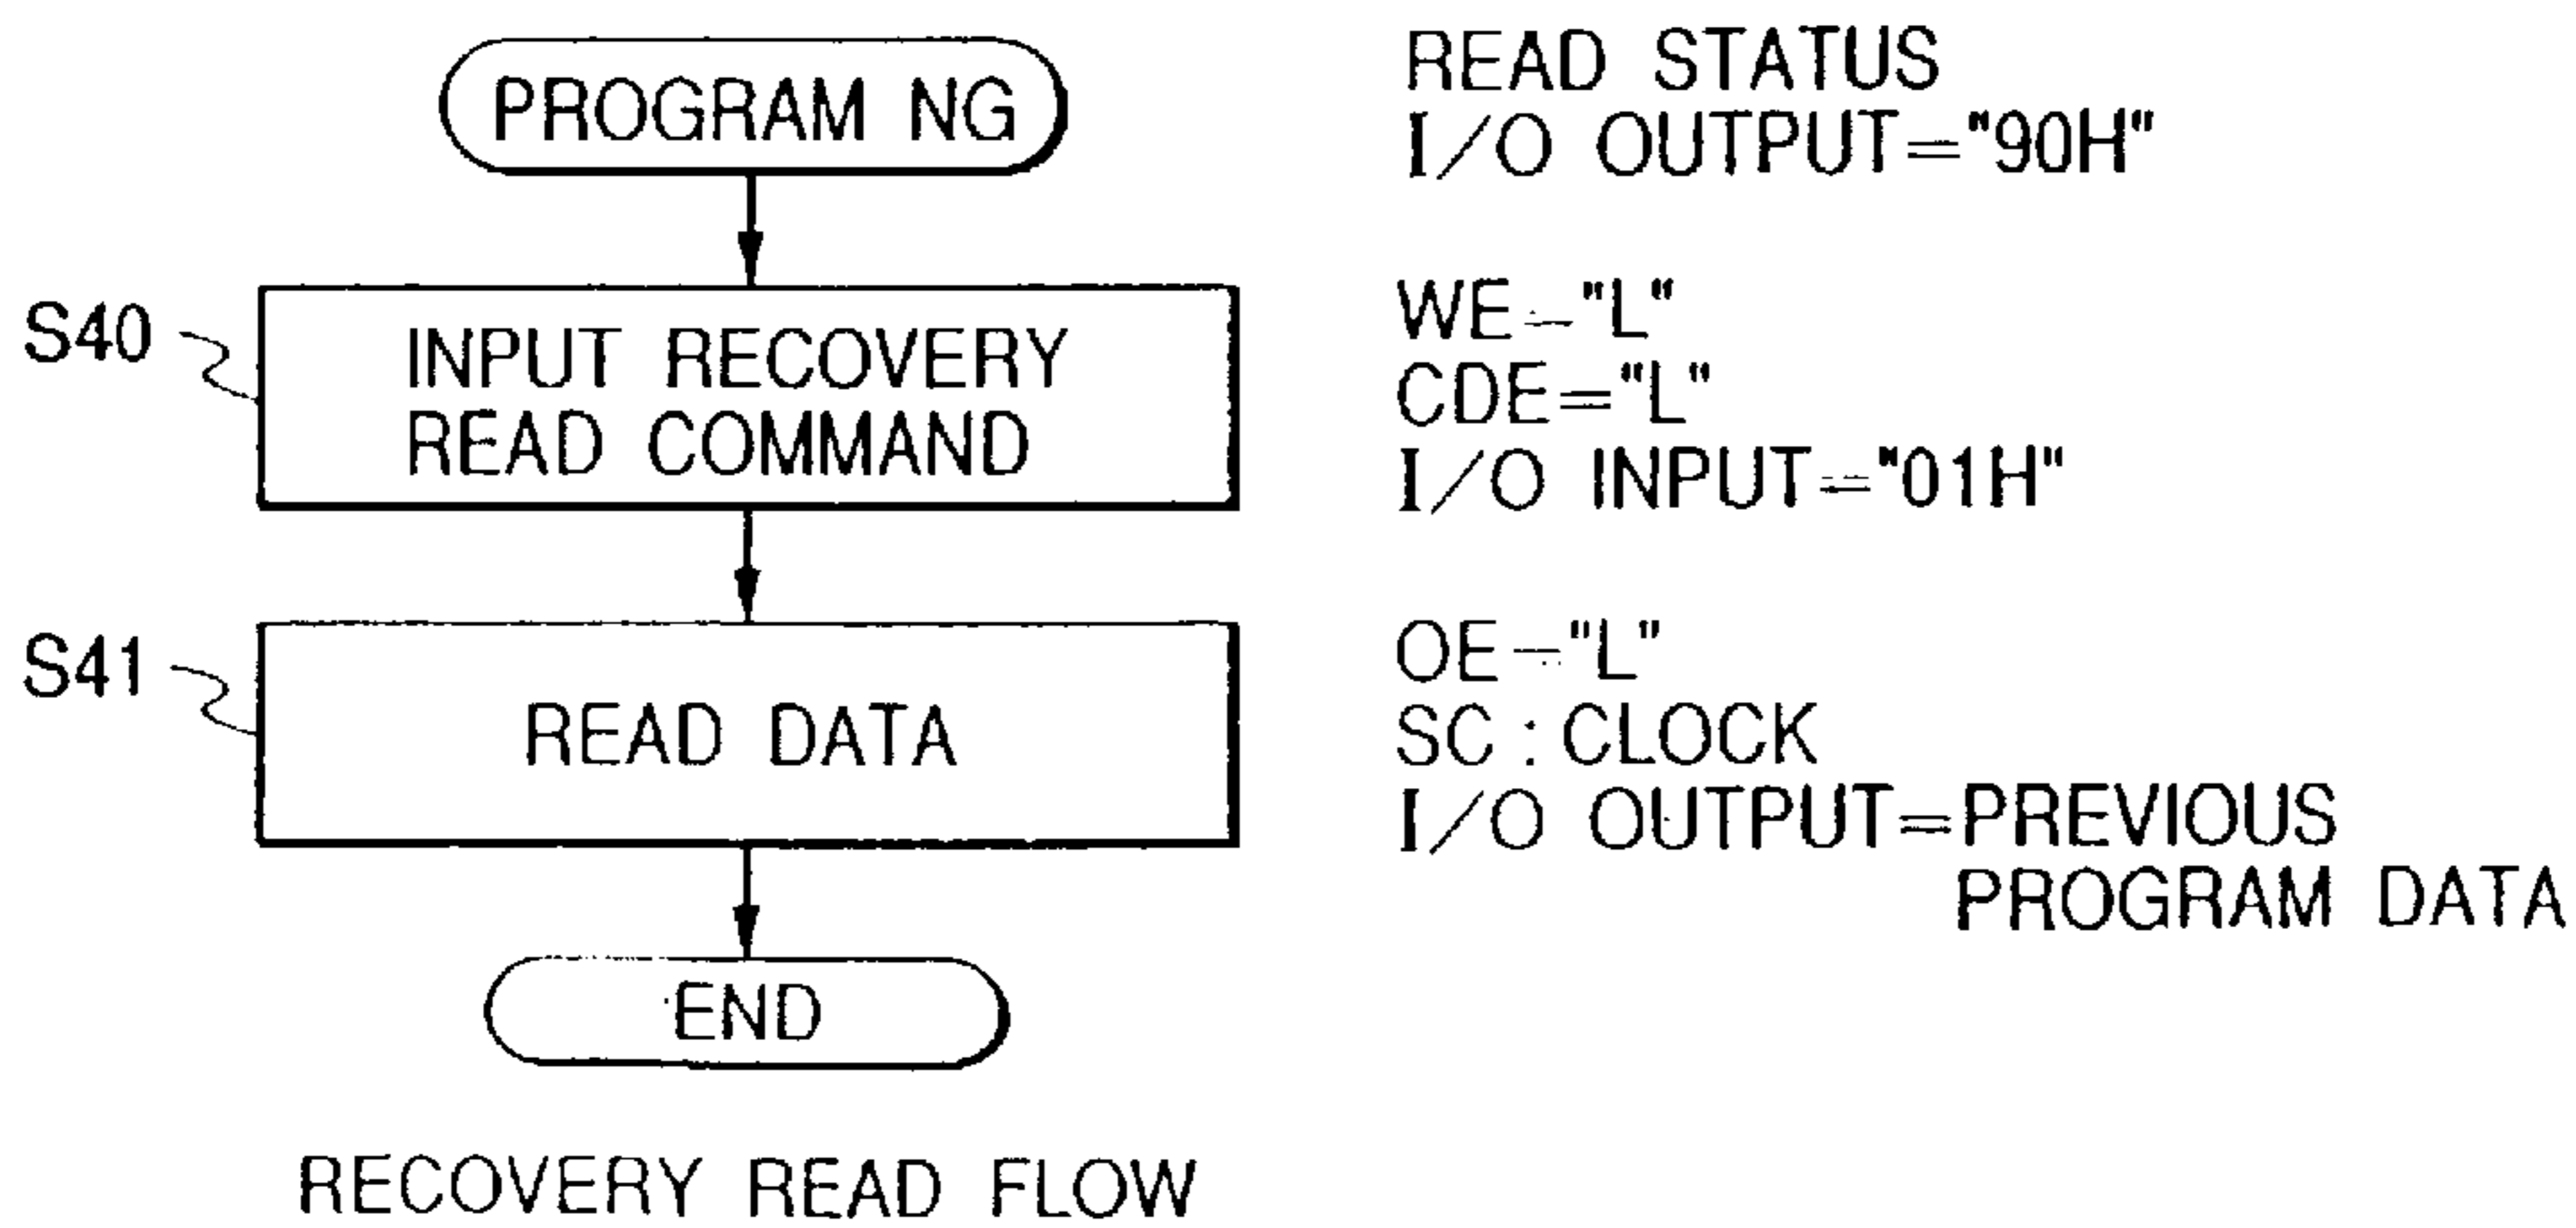 PROGRAM NG
READ STATUS
I/O OUTPUT="90H"
S40
INPUT RECOVERY
READ COMMAND
WE="L"
CDE="L"
I/O INPUT="01H"
S41
READ DATA
OE="L"
SC : CLOCK
I/O OUTPUT=PREVIOUS
PROGRAM DATA
END
RECOVERY READ FLOW